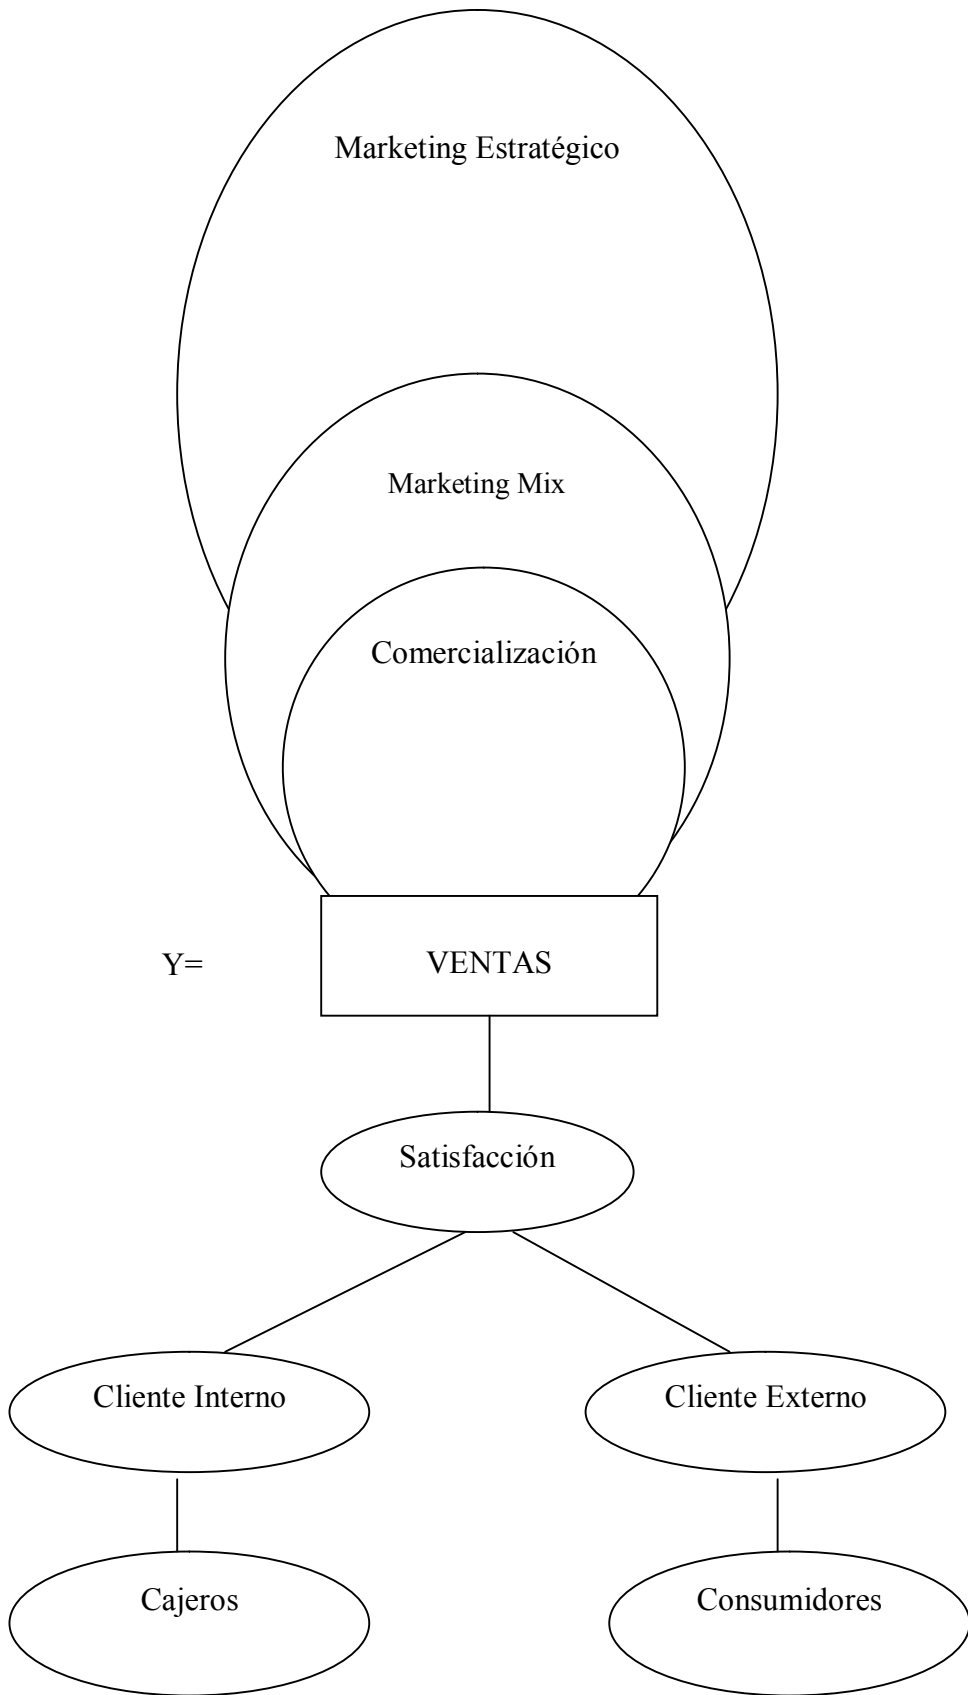 Marketing Estratégico
Marketing Mix
Comercialización
Y=
VENTAS
Satisfacción
Cliente Interno
Cliente Externo
Cajeros
Consumidores